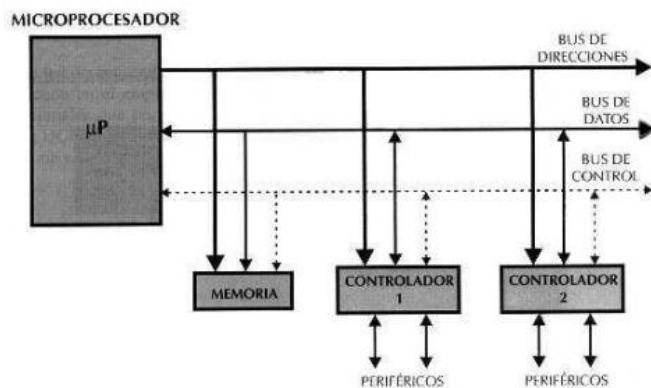 MICROPROCESADOR
µP
BUS DE
DIRECCIONES
BUS DE
DATOS
BUS DE
CONTROL
MEMORIA
CONTROLADOR
1
CONTROLADOR
2
PERIFÉRICOS
PERIFÉRICOS